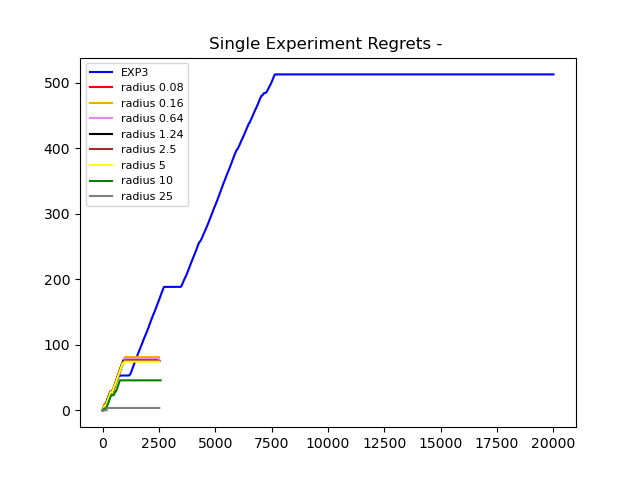 Single Experiment Regrets -
EXP3
radius 0.08
radius 0.16
radius 0.64
radius 1.24
radius 2.5
radius 5
radius 10
radius 25
500
400
300
200
100
0
0 2500 5000 7500 10000 12500 15000 17500 20000